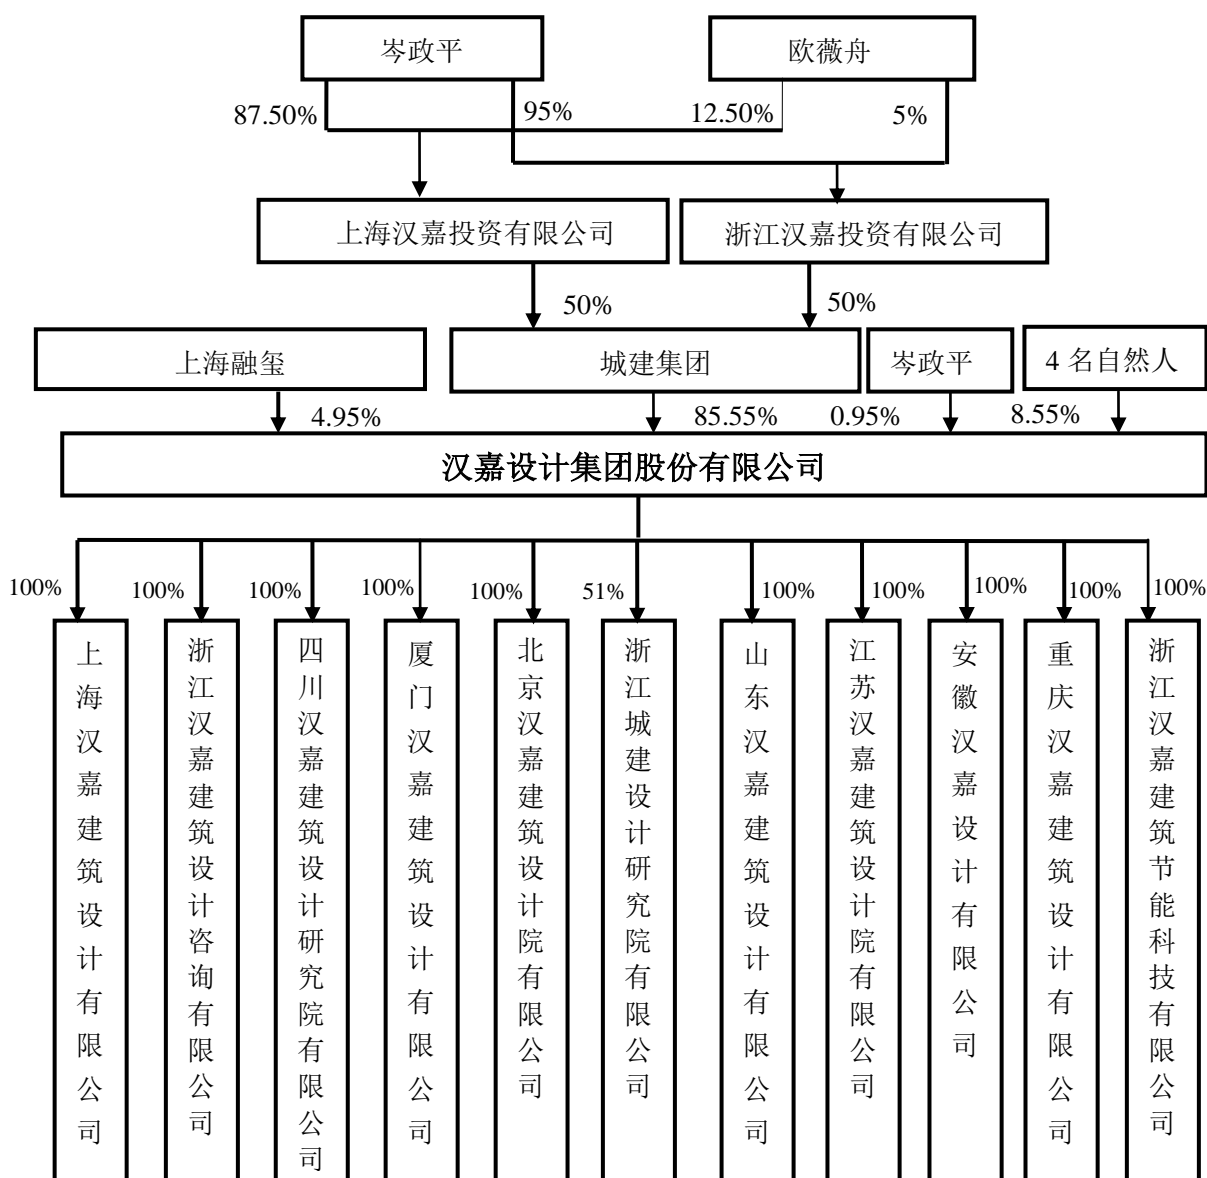 岑政平
欧薇舟
87.50%
95%
12.50%
5%
上海汉嘉投资有限公司
浙江汉嘉投资有限公司
50%
50%
上海融玺
城建集团
岑政平
4 名自然人
4.95%
85.55%
0.95%
8.55%
汉嘉设计集团股份有限公司
100%
100%
100%
100%
100%
51%
100%
100%
100%
100%
100%
上海汉嘉建筑设计有限公司
浙江汉嘉建筑设计咨询有限公司
四川汉嘉建筑设计研究院有限公司
厦门汉嘉建筑设计有限公司
北京汉嘉建筑设计院有限公司
浙江城建设计研究院有限公司
山东汉嘉建筑设计有限公司
江苏汉嘉建筑设计院有限公司
安徽汉嘉设计有限公司
重庆汉嘉建筑设计有限公司
浙江汉嘉建筑节能科技有限公司